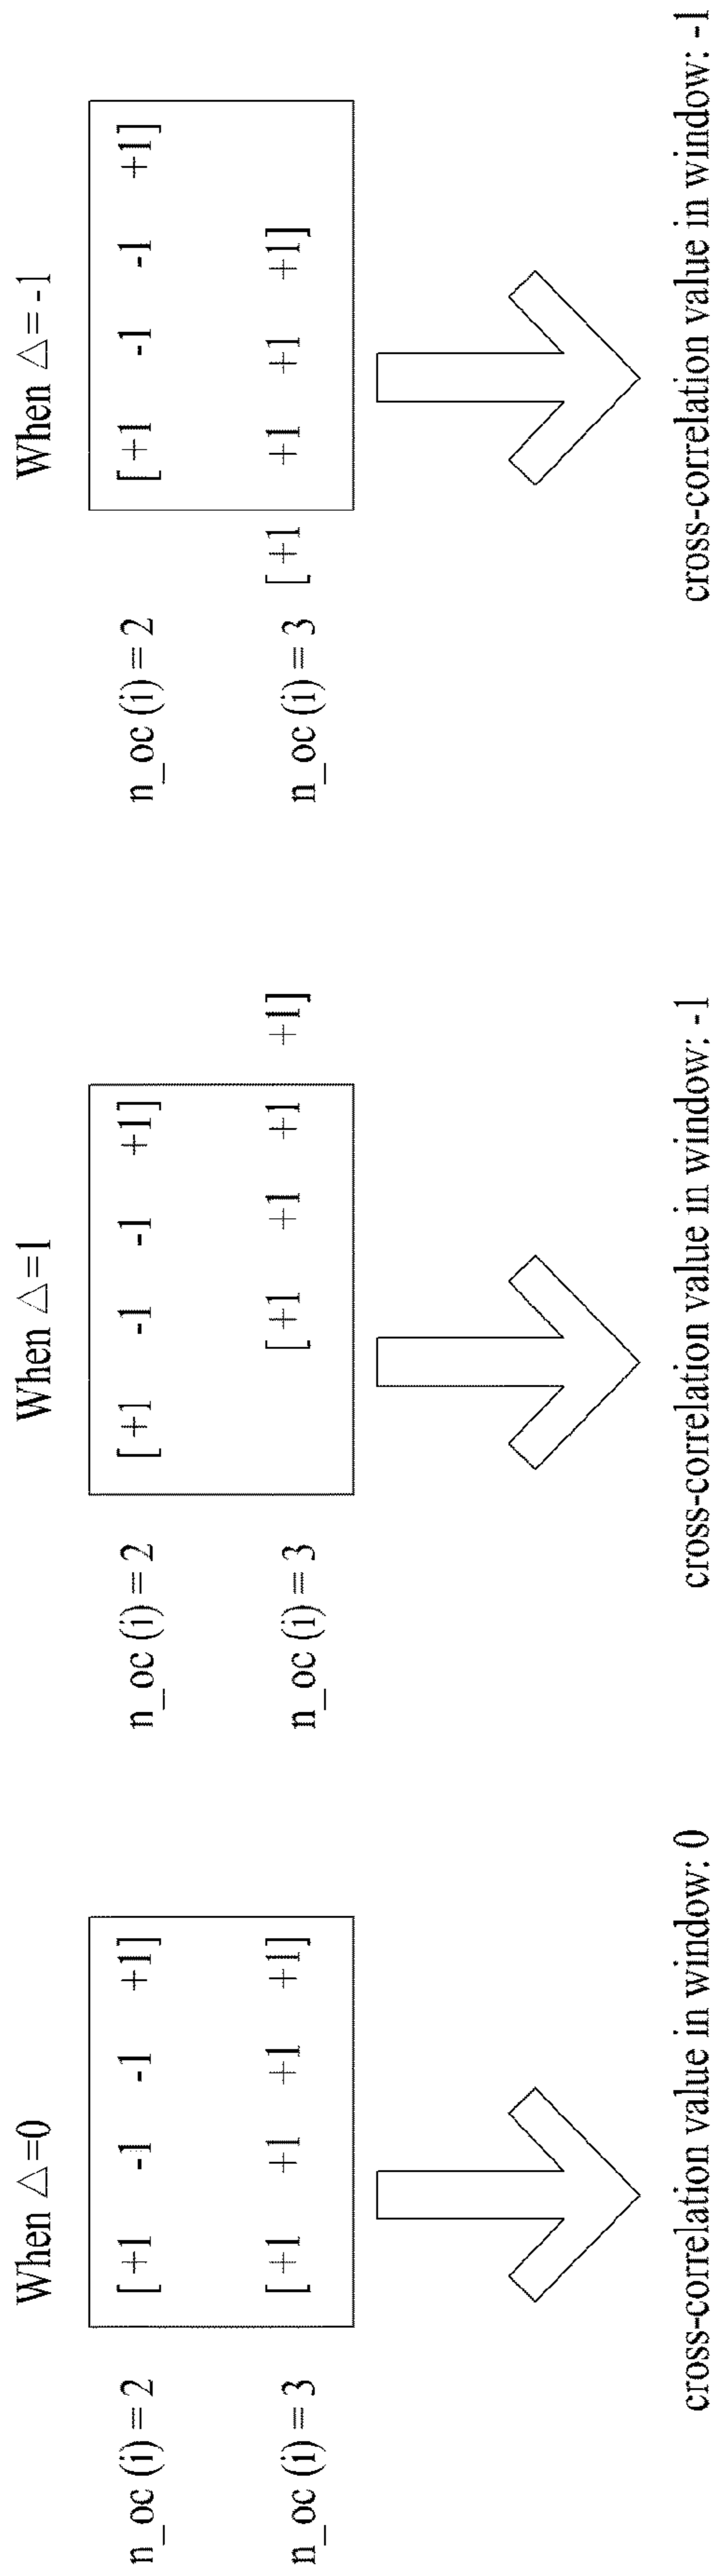 When △=0
n_oc (i) = 2 [+1 -1 -1 +1]
n_oc (i) = 3 [+1 +1 +1 +1]
cross-correlation value in window: 0
When △=1
n_oc (i) = 2 [+1 -1 -1 +1]
n_oc (i) = 3 [+1 +1 +1 +1]
cross-correlation value in window: -1
When △= -1
n_oc (i) = 2 [+1 -1 -1 +1]
n_oc (i) = 3 [+1 +1 +1 +1]
cross-correlation value in window: -1